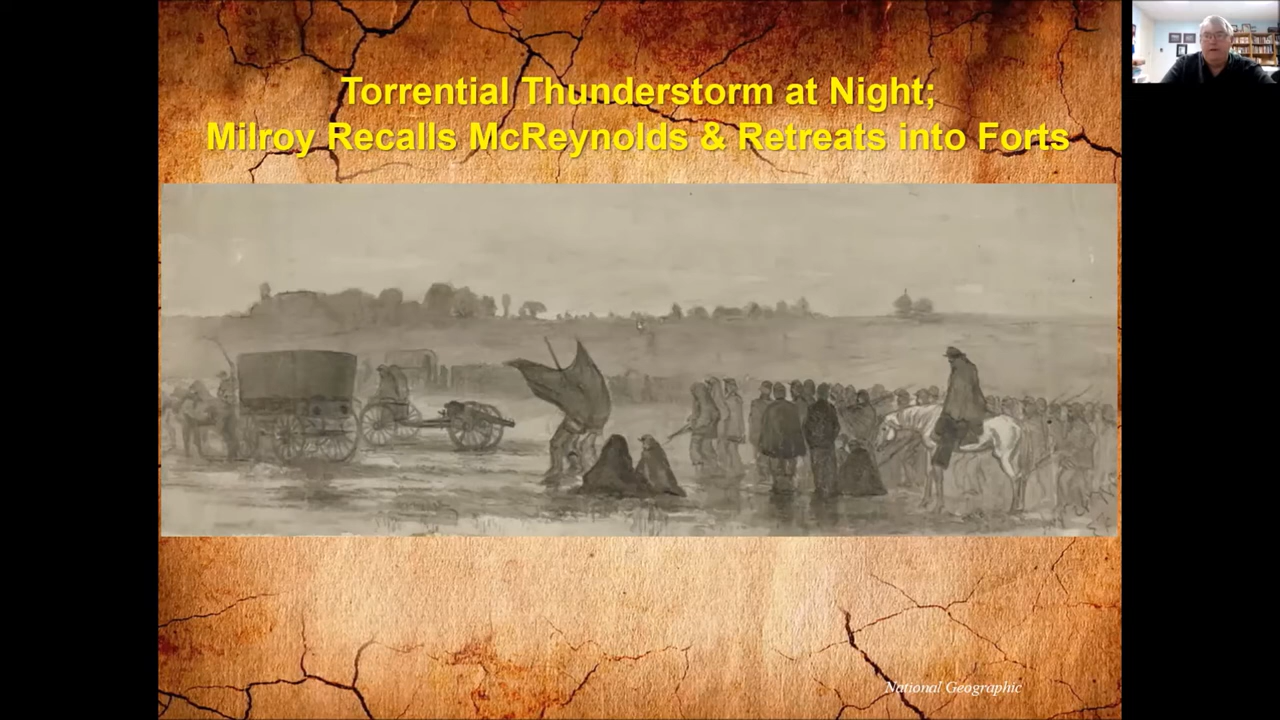 Torrential Thunderstorm at Night;
Milroy Recalls McReynolds & Retreats into Forts
National Geographic